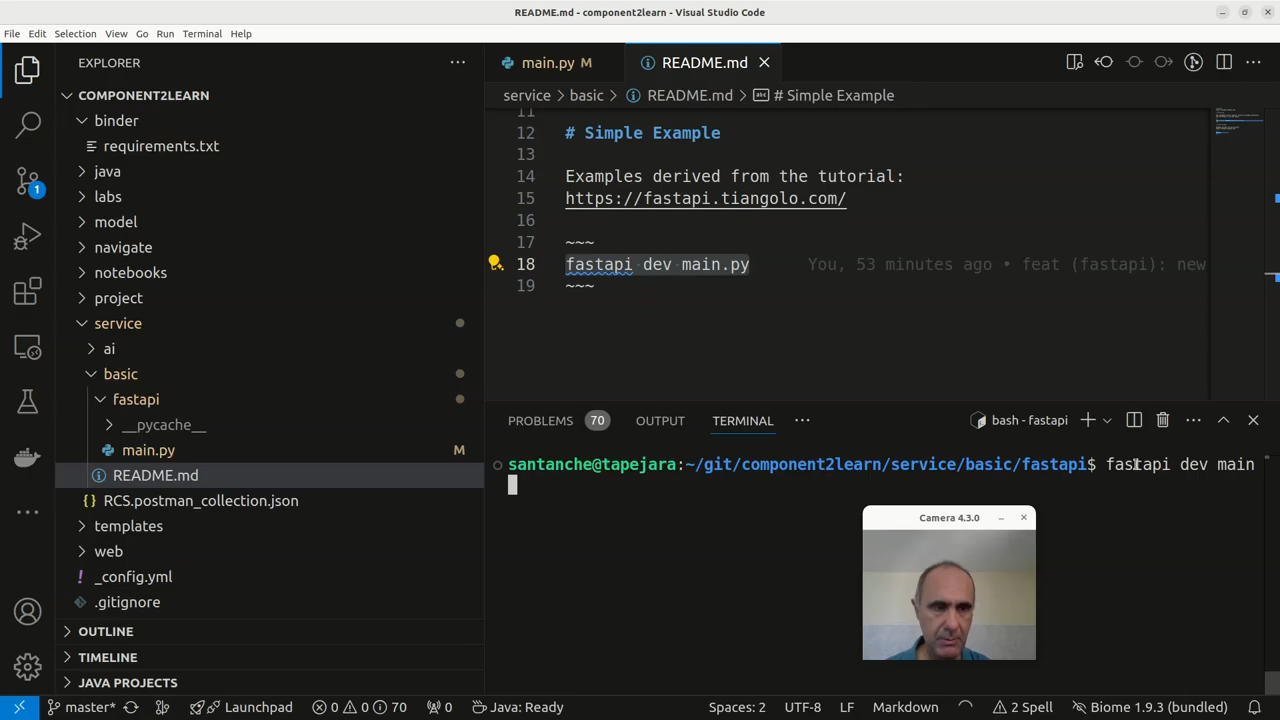 README.md - component2learn - Visual Studio Code
File Edit Selection View Go Run Terminal Help
EXPLORER
main.py M
README.md
service basic README.md # Simple Example
COMPONENT2LEARN
binder
requirements.txt
java
labs
model
navigate
notebooks
project
service
ai
basic
fastapi
__pycache__
main.py M
README.md
{} RCS.postman_collection.json
templates
web
! _config.yml
.gitignore
OUTLINE
TIMELINE
JAVA PROJECTS
1
11
12 # Simple Example
13
14 Examples derived from the tutorial:
15 https://fastapi.tiangolo.com/
16
17 ~~~
18 fastapi dev main.py You, 53 minutes ago • feat (fastapi): new
19 ~~~
PROBLEMS 70 OUTPUT TERMINAL bash - fastapi
santanche@tapejara:~/git/component2learn/service/basic/fastapi$ fastapi dev main
Camera 4.3.0
master* Launchpad 0 0 70 0 Java: Ready Spaces: 2 UTF-8 LF Markdown 2 Spell Biome 1.9.3 (bundled)